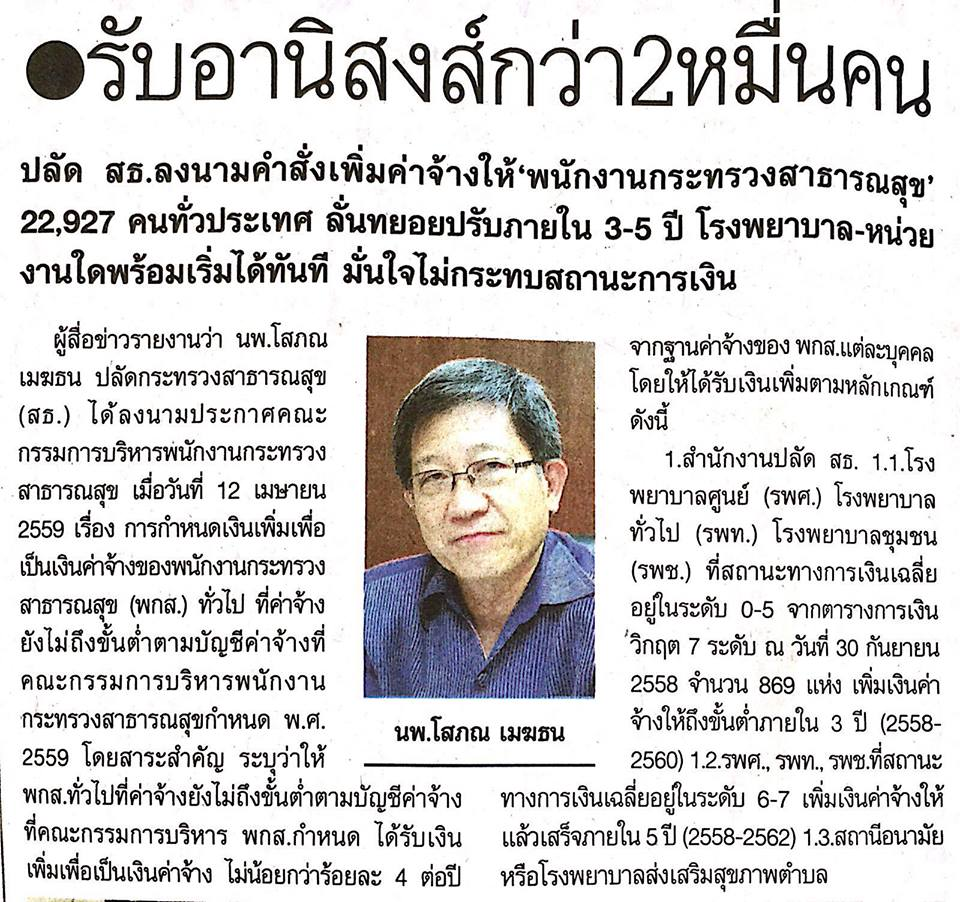 ●รับอานิสงส์กว่า2หมื่นคน
ปลัด สธ.ลงนามคำสั่งเพิ่มค่าจ้างให้‘พนักงานกระทรวงสาธารณสุข’
22,927 คนทั่วประเทศ ลั่นทยอยปรับภายใน 3-5 ปี โรงพยาบาล-หน่วย
งานใดพร้อมเริ่มได้ทันที มั่นใจไม่กระทบสถานะการเงิน
ผู้สื่อข่าวรายงานว่า นพ.โสภณ
เมฆธน ปลัดกระทรวงสาธารณสุข
(สธ.) ได้ลงนามประกาศคณะ
กรรมการบริหารพนักงานกระทรวง
สาธารณสุข เมื่อวันที่ 12 เมษายน
2559 เรื่อง การกำหนดเงินเพิ่มเพื่อ
เป็นเงินค่าจ้างของพนักงานกระทรวง
สาธารณสุข (พกส.) ทั่วไป ที่ค่าจ้าง
ยังไม่ถึงขั้นต่ำตามบัญชีค่าจ้างที่
คณะกรรมการบริหารพนักงาน
กระทรวงสาธารณสุขกำหนด พ.ศ.
2559 โดยสาระสำคัญ ระบุว่าให้
พกส.ทั่วไปที่ค่าจ้างยังไม่ถึงขั้นต่ำตามบัญชีค่าจ้าง
ที่คณะกรรมการบริหาร พกส.กำหนด ได้รับเงิน
เพิ่มเพื่อเป็นเงินค่าจ้าง ไม่น้อยกว่าร้อยละ 4 ต่อปี
นพ.โสภณ เมฆธน
จากฐานค่าจ้างของ พกส.แต่ละบุคคล
โดยให้ได้รับเงินเพิ่มตามหลักเกณฑ์
ดังนี้
1.สำนักงานปลัด สธ. 1.1.โรง
พยาบาลศูนย์ (รพศ.) โรงพยาบาล
ทั่วไป (รพท.) โรงพยาบาลชุมชน
(รพช.) ที่สถานะทางการเงินเฉลี่ย
อยู่ในระดับ 0-5 จากตารางการเงิน
วิกฤต 7 ระดับ ณ วันที่ 30 กันยายน
2558 จำนวน 869 แห่ง เพิ่มเงินค่า
จ้างให้ถึงขั้นต่ำภายใน 3 ปี (2558-
2560) 1.2.รพศ., รพท., รพช.ที่สถานะ
ทางการเงินเฉลี่ยอยู่ในระดับ 6-7 เพิ่มเงินค่าจ้างให้
แล้วเสร็จภายใน 5 ปี (2558-2562) 1.3.สถานีอนามัย
หรือโรงพยาบาลส่งเสริมสุขภาพตำบล